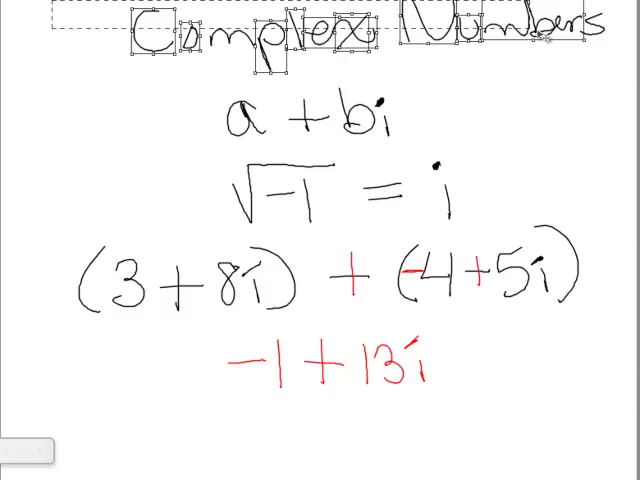 Complex Numbers
a + bi
√-1 = i
(3 + 8i) + (-4 + 5i)
-1 + 13i